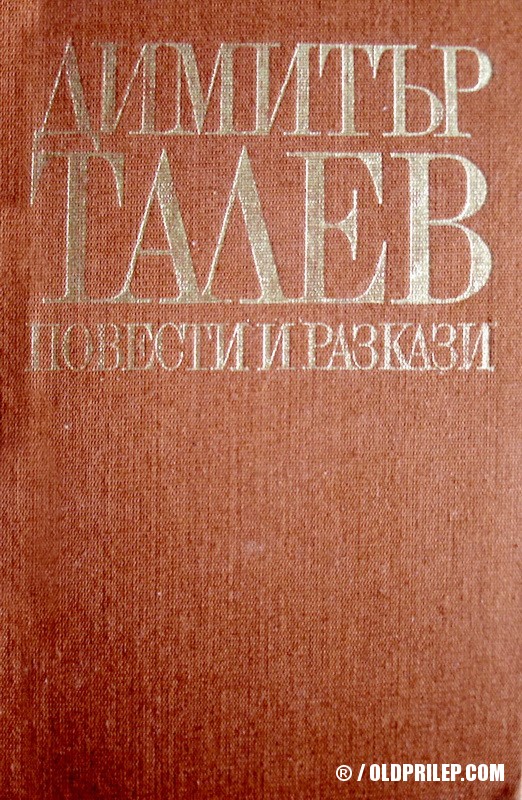 ДИМИТЪР
ТАЛЕВ
ПОВЕСТИ И РАЗКАЗИ
® / OLDPRILEP.COM